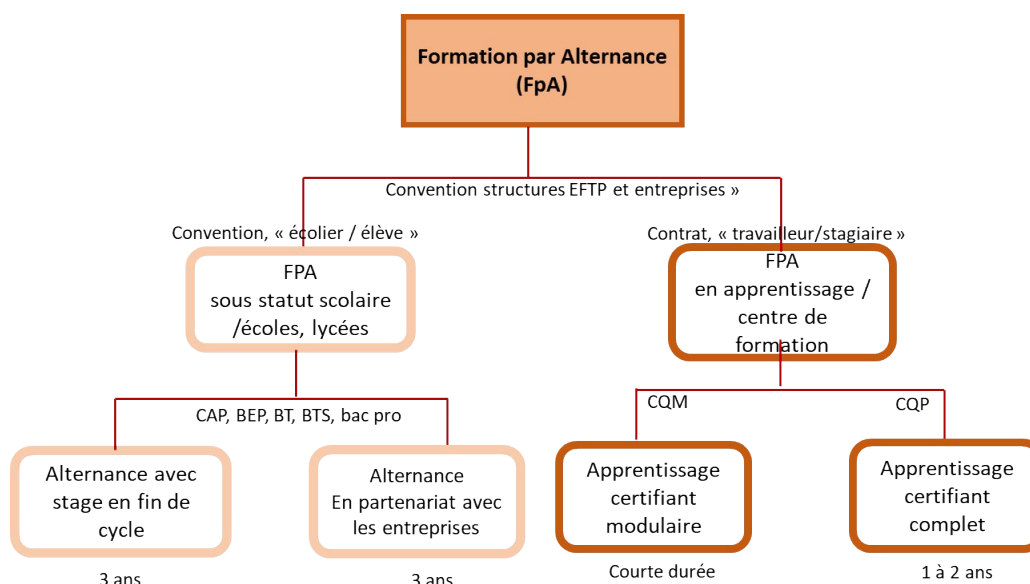 Formation par Alternance
(FpA)
Convention structures EFTP et entreprises »
Convention, « écolier / élève »
Contrat, « travailleur/stagiaire »
FPA
sous statut scolaire
/écoles, lycées
FPA
en apprentissage /
centre de
formation
CAP, BEP, BT, BTS, bac pro
CQM
CQP
Alternance avec
stage en fin de
cycle
Alternance
En partenariat avec
les entreprises
Apprentissage
certifiant
modulaire
Apprentissage
certifiant
complet
3 ans
3 ans
Courte durée
1 à 2 ans